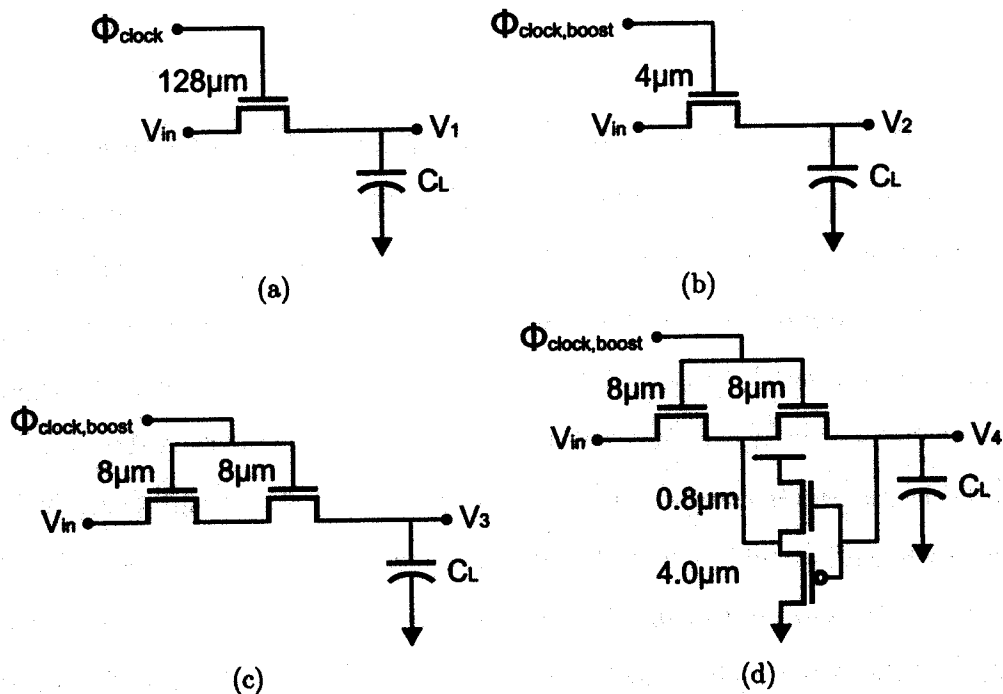 Φclock
128μm
Vin
V1
CL
(a)
Φclock,boost
4μm
Vin
V2
CL
(b)
Φclock,boost
8μm
8μm
Vin
V3
CL
(c)
Φclock,boost
8μm
8μm
Vin
V4
0.8μm
CL
4.0μm
(d)